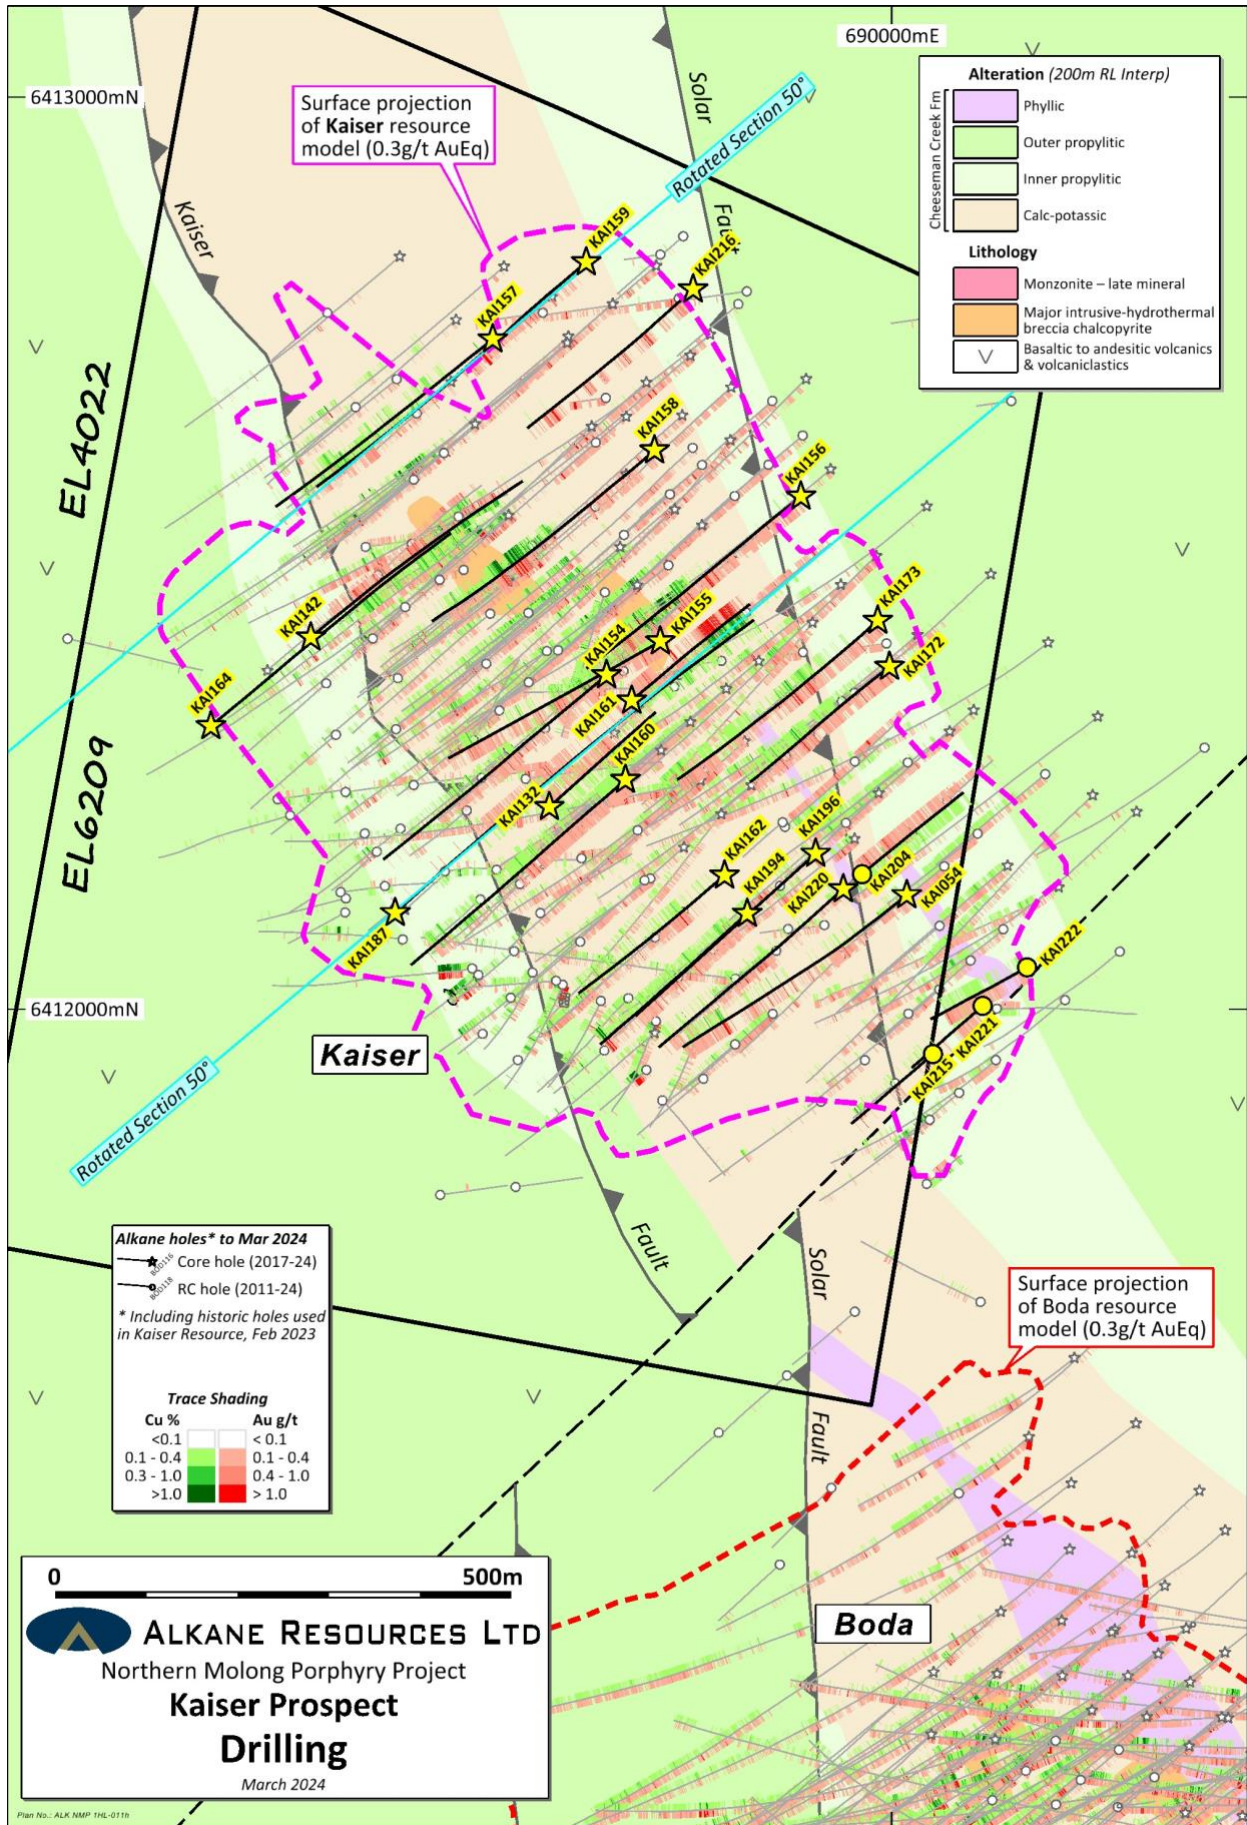 690000mE
6413000mN
Alteration (200m RL Interp)
Cheeseman Creek Fm
Phyllic
Outer propylitic
Inner propylitic
Calc-potassic
Lithology
Monzonite – late mineral
Major intrusive-hydrothermal
breccia chalcopyrite
V
Basaltic to andesitic volcanics
& volcaniclastics
Surface projection
of Kaiser resource
model (0.3g/t AuEq)
Solar
Fault
Rotated Section 50°
Kaiser
KAI159
KAI216
KAI157
EL4022
KAI158
KAI156
KAI142
KAI173
KAI155
KAI154
KAI172
KAI164
KAI161
KAI160
EL6209
KAI132
KAI196
KAI162
KAI194
KAI204
KAI220
KAI054
KAI187
KAI222
6412000mN
KAI221
KAI215
Kaiser
Rotated Section 50°
Fault
Solar
Fault
Alkane holes* to Mar 2024
BOD116
Core hole (2017-24)
BOD118
RC hole (2011-24)
* Including historic holes used
in Kaiser Resource, Feb 2023
Trace Shading
Cu % Au g/t
<0.1 < 0.1
0.1 - 0.4 0.1 - 0.4
0.3 - 1.0 0.4 - 1.0
>1.0 > 1.0
Surface projection
of Boda resource
model (0.3g/t AuEq)
Boda
0 500m
ALKANE RESOURCES LTD
Northern Molong Porphyry Project
Kaiser Prospect
Drilling
March 2024
Plan No.: ALK NMP 1HL-011h